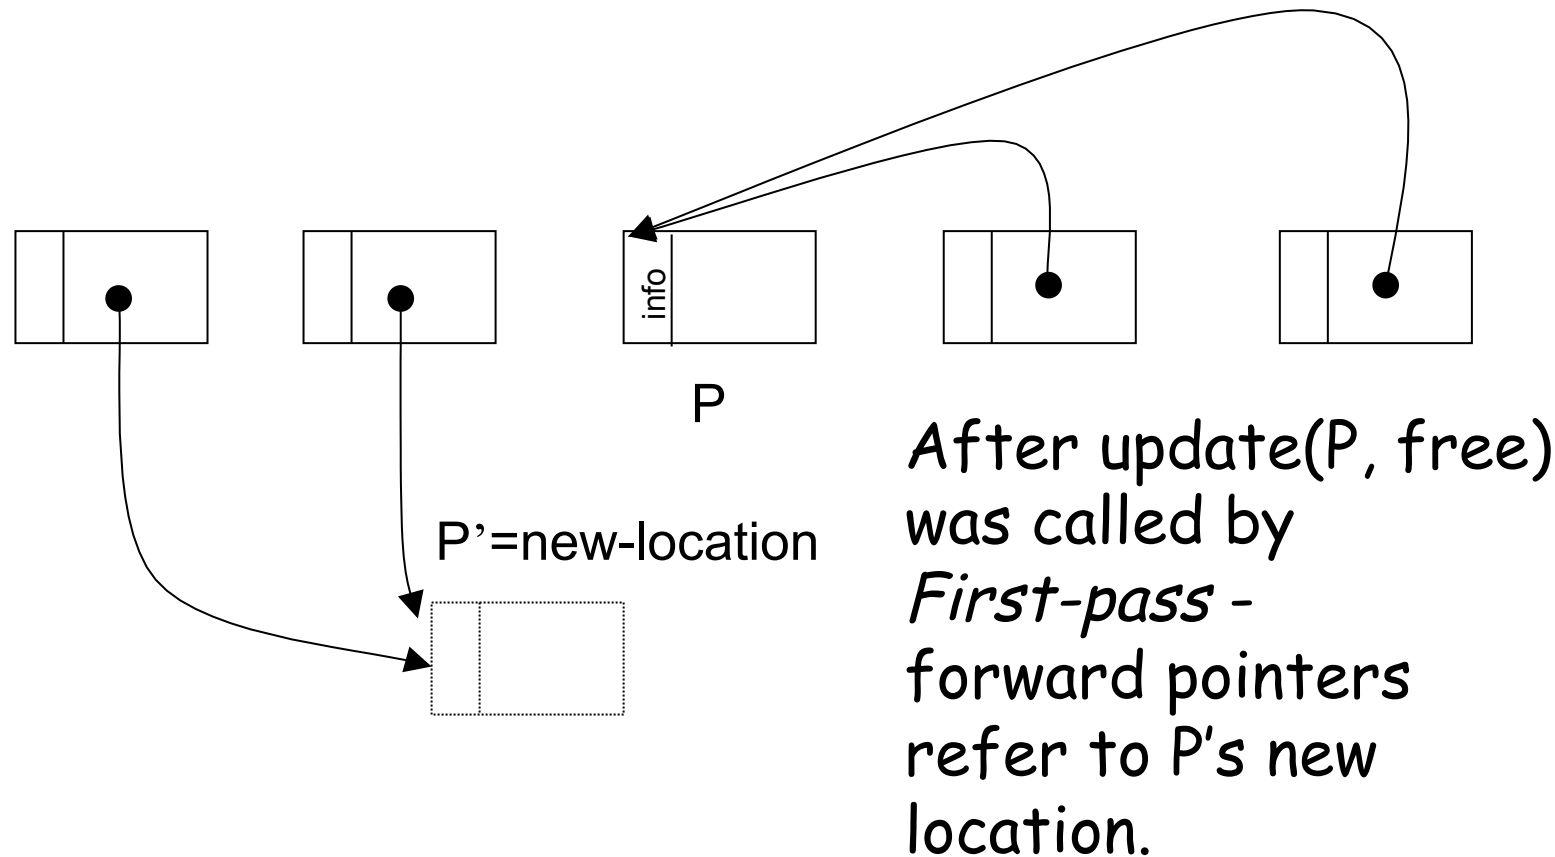 info
P
P’=new-location
After update(P, free)
was called by
First-pass -
forward pointers
refer to P’s new
location.